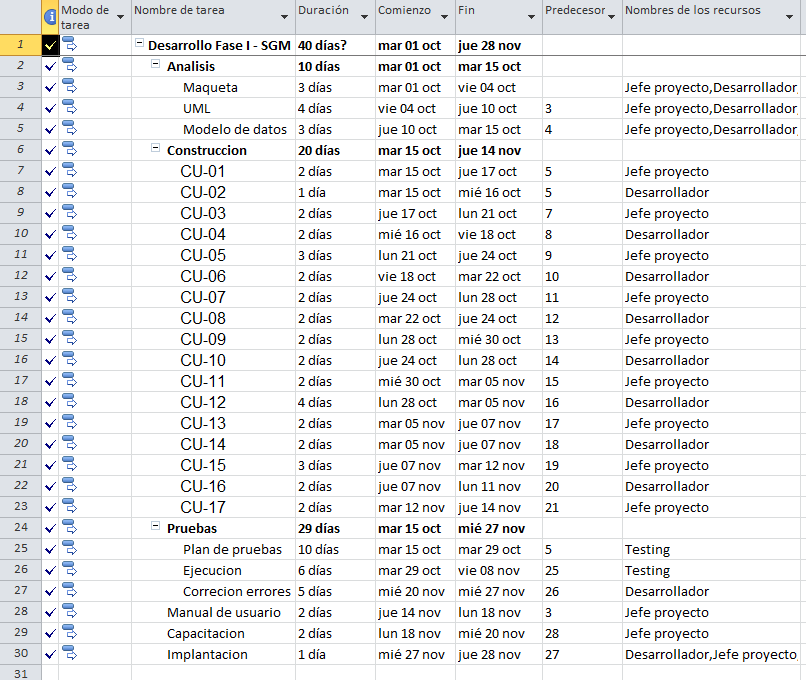 Modo de tarea Nombre de tarea Duración Comienzo Fin Predecesor Nombres de los recursos
1 Desarrollo Fase I - SGM 40 días? mar 01 oct jue 28 nov
2 Analisis 10 días mar 01 oct mar 15 oct
3 Maqueta 3 días mar 01 oct vie 04 oct Jefe proyecto,Desarrollador,
4 UML 4 días vie 04 oct jue 10 oct 3 Jefe proyecto,Desarrollador,
5 Modelo de datos 3 días jue 10 oct mar 15 oct 4 Jefe proyecto,Desarrollador,
6 Construccion 20 días mar 15 oct jue 14 nov
7 CU-01 2 días mar 15 oct jue 17 oct 5 Jefe proyecto
8 CU-02 1 día mar 15 oct mié 16 oct 5 Desarrollador
9 CU-03 2 días jue 17 oct lun 21 oct 7 Jefe proyecto
10 CU-04 2 días mié 16 oct vie 18 oct 8 Desarrollador
11 CU-05 3 días lun 21 oct jue 24 oct 9 Jefe proyecto
12 CU-06 2 días vie 18 oct mar 22 oct 10 Desarrollador
13 CU-07 2 días jue 24 oct lun 28 oct 11 Jefe proyecto
14 CU-08 2 días mar 22 oct jue 24 oct 12 Desarrollador
15 CU-09 2 días lun 28 oct mié 30 oct 13 Jefe proyecto
16 CU-10 2 días jue 24 oct lun 28 oct 14 Desarrollador
17 CU-11 2 días mié 30 oct mar 05 nov 15 Jefe proyecto
18 CU-12 4 días lun 28 oct mar 05 nov 16 Desarrollador
19 CU-13 2 días mar 05 nov jue 07 nov 17 Jefe proyecto
20 CU-14 2 días mar 05 nov jue 07 nov 18 Desarrollador
21 CU-15 3 días jue 07 nov mar 12 nov 19 Jefe proyecto
22 CU-16 2 días jue 07 nov lun 11 nov 20 Desarrollador
23 CU-17 2 días mar 12 nov jue 14 nov 21 Jefe proyecto
24 Pruebas 29 días mar 15 oct mié 27 nov
25 Plan de pruebas 10 días mar 15 oct mar 29 oct 5 Testing
26 Ejecucion 6 días mar 29 oct vie 08 nov 25 Testing
27 Correcion errores 5 días mié 20 nov mié 27 nov 26 Desarrollador
28 Manual de usuario 2 días jue 14 nov lun 18 nov 3 Jefe proyecto
29 Capacitacion 2 días lun 18 nov mié 20 nov 28 Jefe proyecto
30 Implantacion 1 día mié 27 nov jue 28 nov 27 Desarrollador,Jefe proyecto,
31